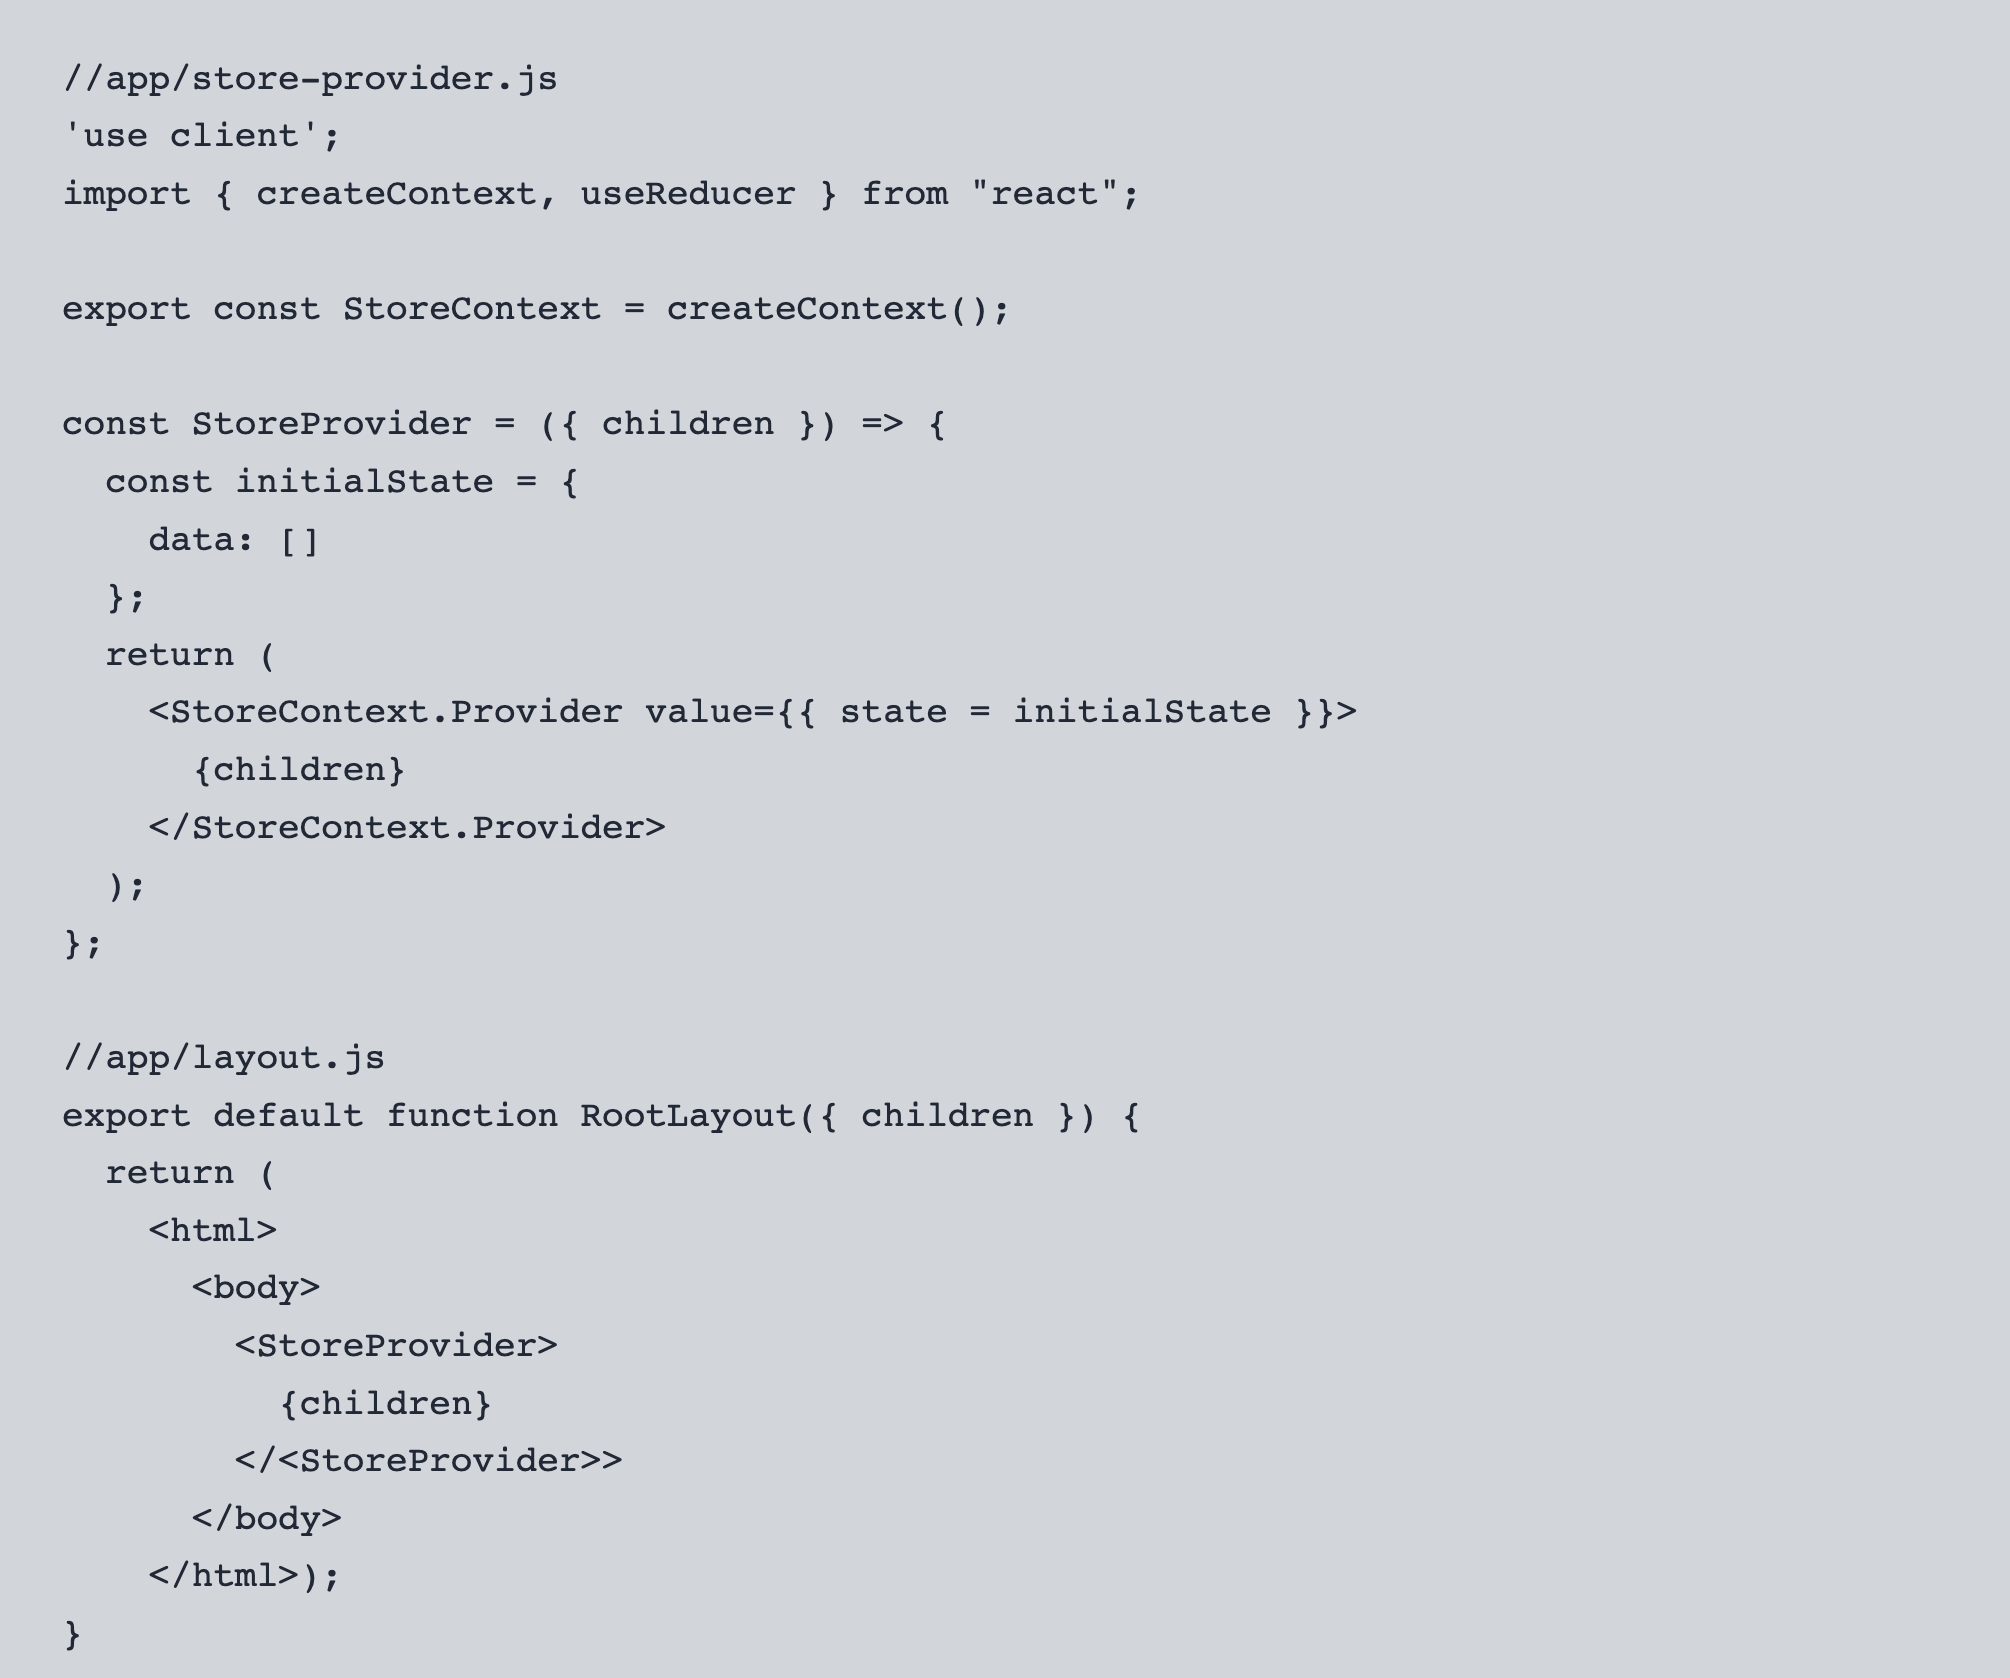 //app/store-provider.js
'use client';
import { createContext, useReducer } from "react";

export const StoreContext = createContext();

const StoreProvider = ({ children }) => {
  const initialState = {
    data: []
  };
  return (
    <StoreContext.Provider value={{ state = initialState }}>
      {children}
    </StoreContext.Provider>
  );
};

//app/layout.js
export default function RootLayout({ children }) {
  return (
    <html>
      <body>
        <StoreProvider>
          {children}
        </<StoreProvider>>
      </body>
    </html>);
}